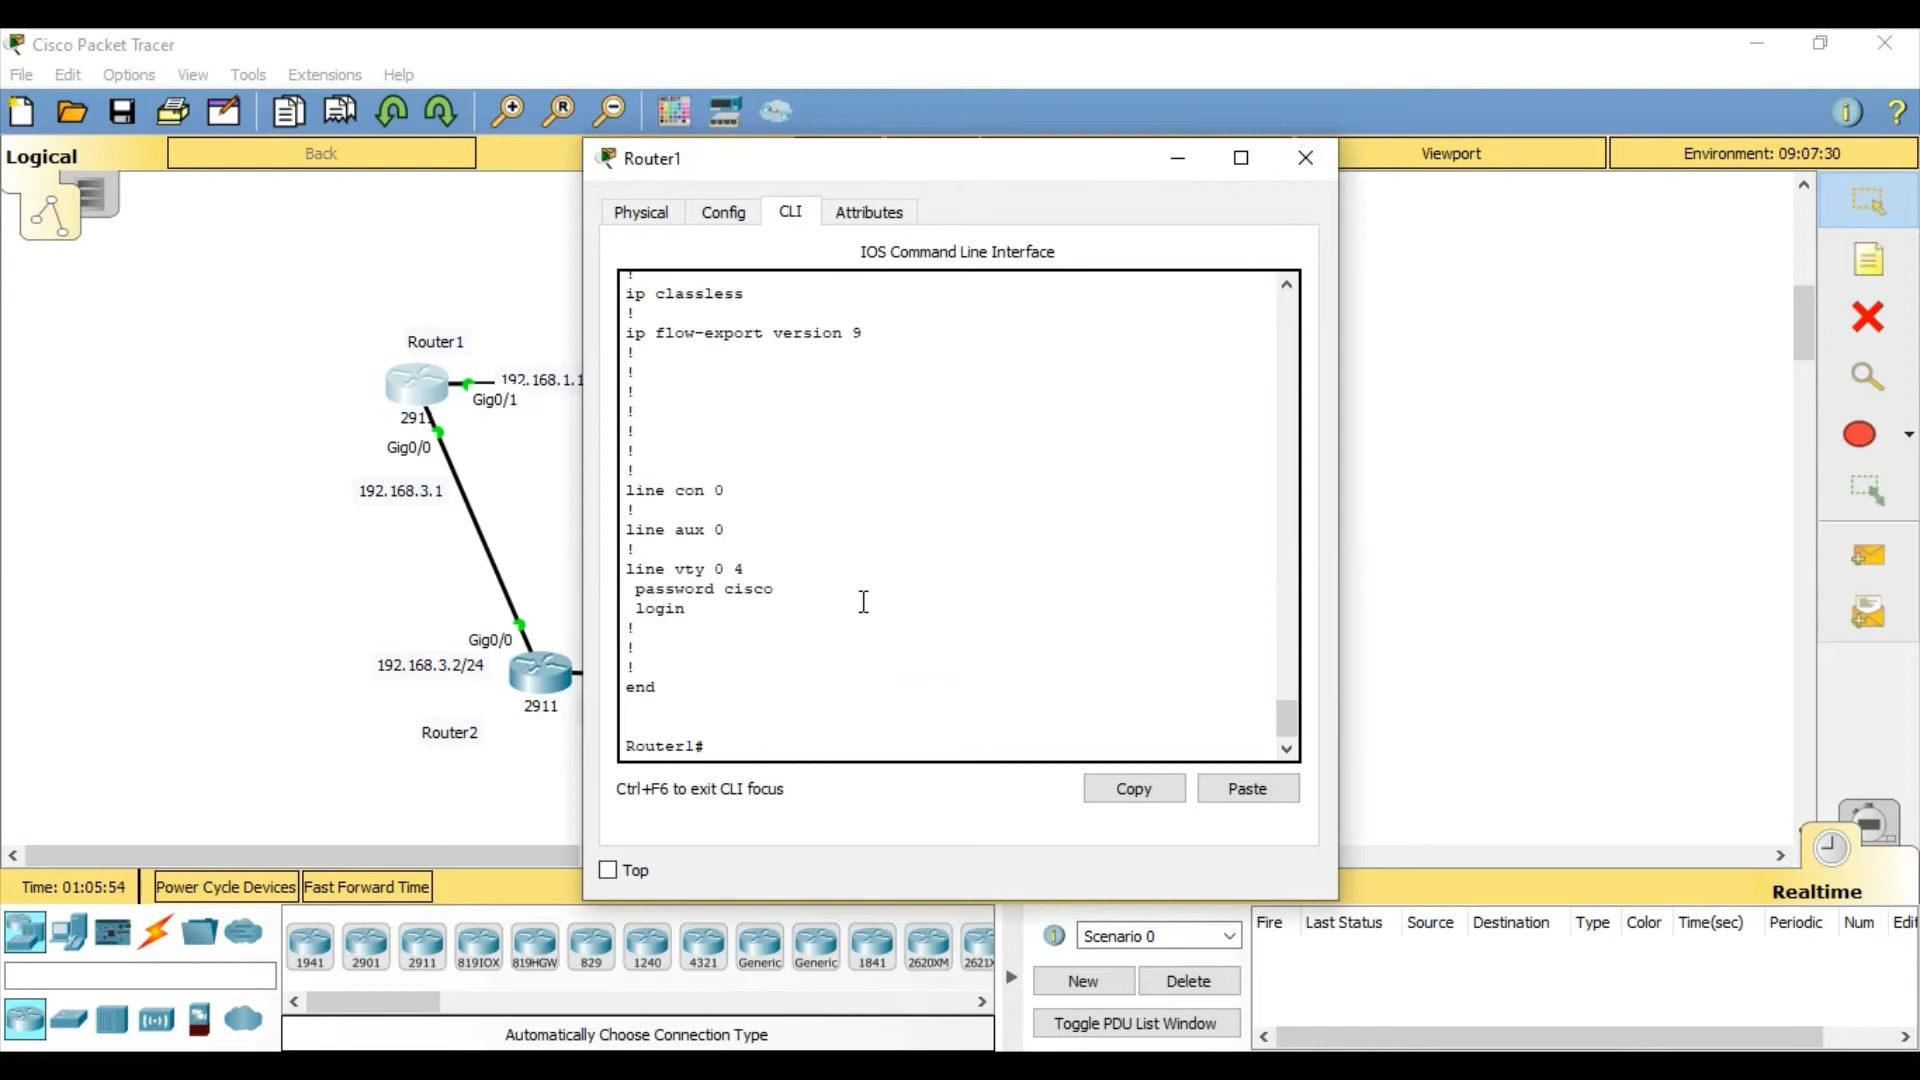 Cisco Packet Tracer
File Edit Options View Tools Extensions Help
Logical
Back
Viewport
Environment: 09:07:30
Router1
Physical Config CLI Attributes
IOS Command Line Interface
!
ip classless
!
ip flow-export version 9
!
!
!
!
!
!
!
line con 0
!
line aux 0
!
line vty 0 4
password cisco
login
!
!
!
end
Router1#
Ctrl+F6 to exit CLI focus
Copy
Paste
Top
Router1
192.168.1.1
Gig0/1
Gig0/0
192.168.3.1
Gig0/0
192.168.3.2/24
2911
Router2
Time: 01:05:54
Power Cycle Devices
Fast Forward Time
Realtime
1941 2901 2911 819IOX 819HGW 829 1240 4321 Generic Generic 1841 2620XM
Automatically Choose Connection Type
Scenario 0
New
Delete
Toggle PDU List Window
Fire Last Status Source Destination Type Color Time(sec) Periodic Num Edit